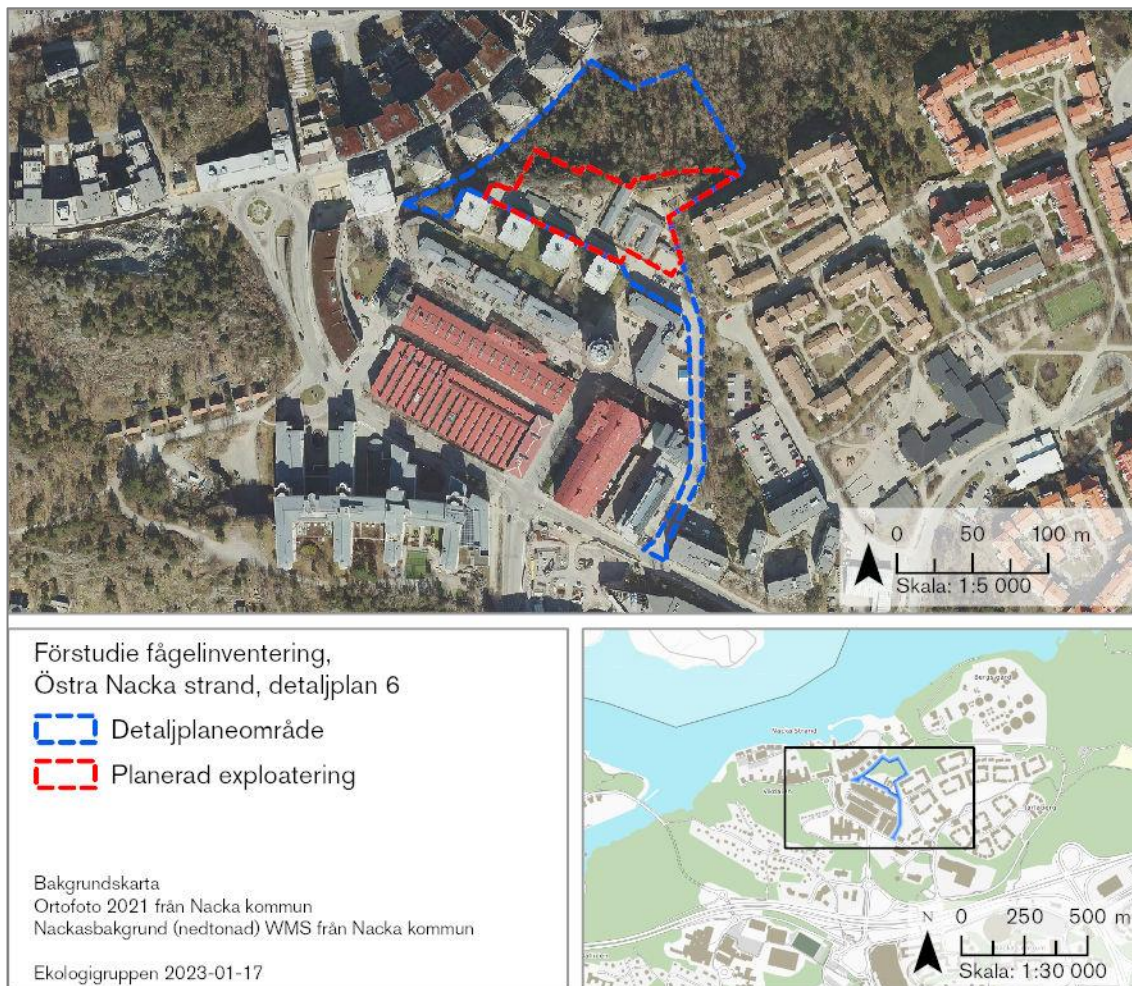 N
0 50 100 m
Skala: 1:5 000
Förstudie fågelinventering,
Östra Nacka strand, detaljplan 6
Detaljplaneområde
Planerad exploatering
Bakgrundskarta
Ortofoto 2021 från Nacka kommun
Nackasbakgrund (nedtonad) WMS från Nacka kommun
Ekologigruppen 2023-01-17
Nacka Strand
N
0 250 500 m
Skala: 1:30 000